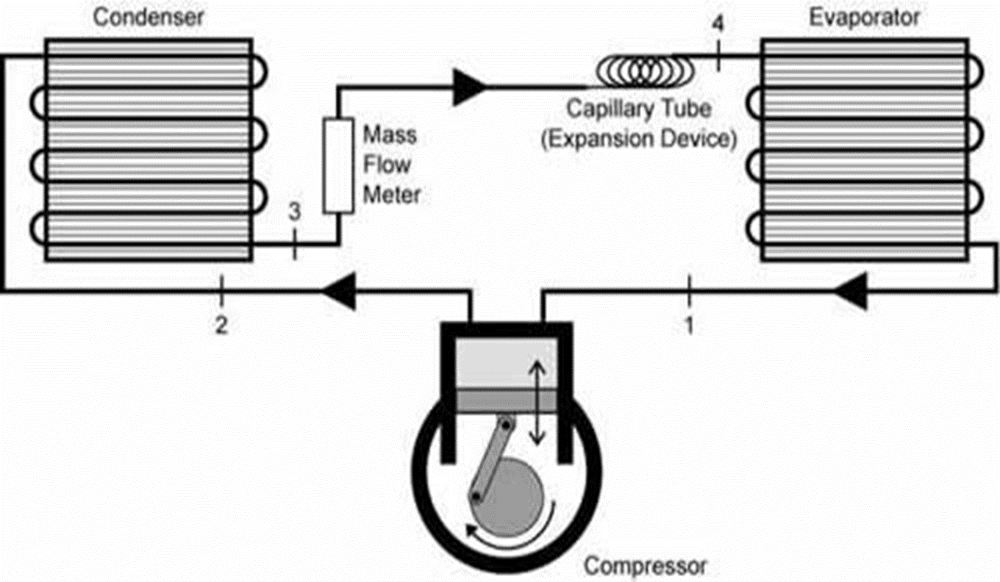 Condenser
4
Evaporator
Capillary Tube
(Expansion Device)
Mass
Flow
Meter
3
2
1
Compressor